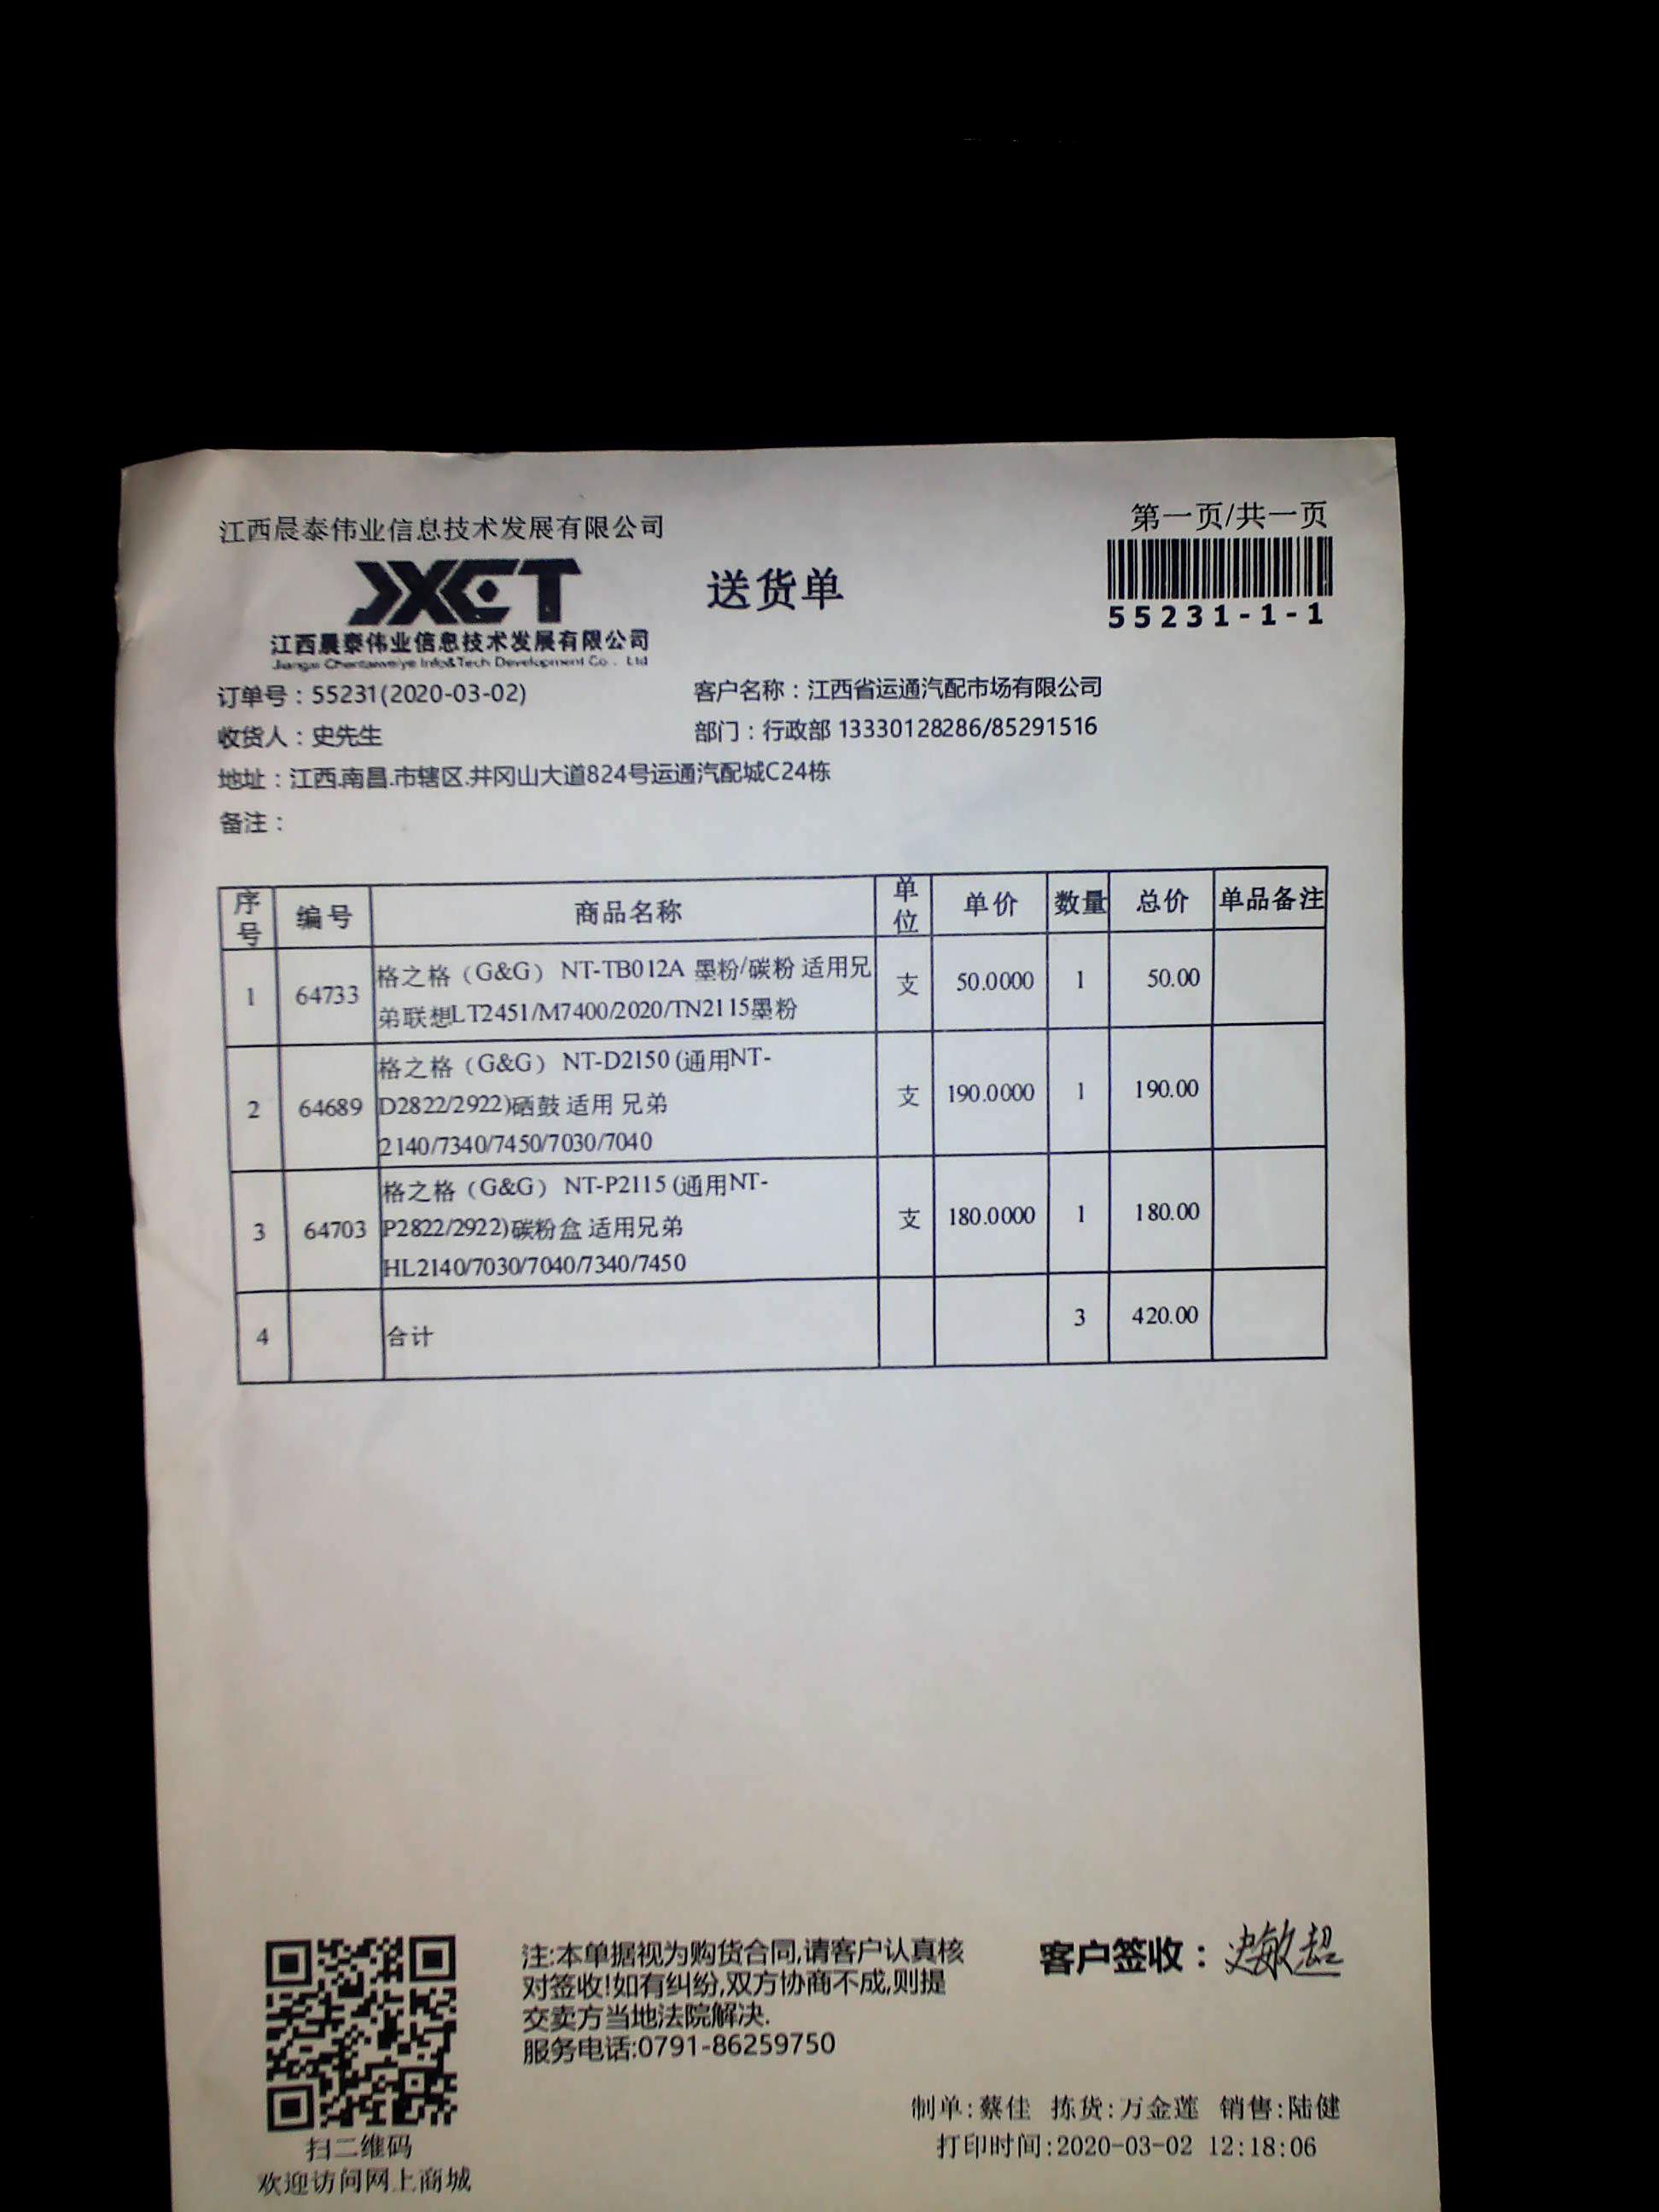 江西晨泰伟业信息技术发展有限公司
第一页/共一页
JXCT
送货单
55231-1-1
江西晨泰伟业信息技术发展有限公司
Jiangxi Chentaiweiye Info&Tech Development Co., Ltd
订单号：55231(2020-03-02)
客户名称：江西省运通汽配市场有限公司
收货人：史先生
部门：行政部 13330128286/85291516
地址：江西.南昌.市辖区.井冈山大道824号运通汽配城C24栋
备注：
序号 编号 商品名称 单位 单价 数量 总价 单品备注
1 64733 格之格（G&G） NT-TB012A 墨粉/碳粉 适用兄 支 50.0000 1 50.00
弟联想LT2451/M7400/2020/TN2115墨粉
格之格（G&G） NT-D2150 (通用NT-
2 64689 D2822/2922)硒鼓 适用 兄弟 支 190.0000 1 190.00
2140/7340/7450/7030/7040
格之格（G&G） NT-P2115 (通用NT-
3 64703 P2822/2922)碳粉盒 适用兄弟 支 180.0000 1 180.00
HL2140/7030/7040/7340/7450
4 合计 3 420.00
注:本单据视为购货合同,请客户认真核
对签收!如有纠纷,双方协商不成,则提
交卖方当地法院解决.
服务电话:0791-86259750
客户签收：史敏超
扫二维码
欢迎访问网上商城
制单:蔡佳 拣货:万金莲 销售:陆健
打印时间:2020-03-02 12:18:06